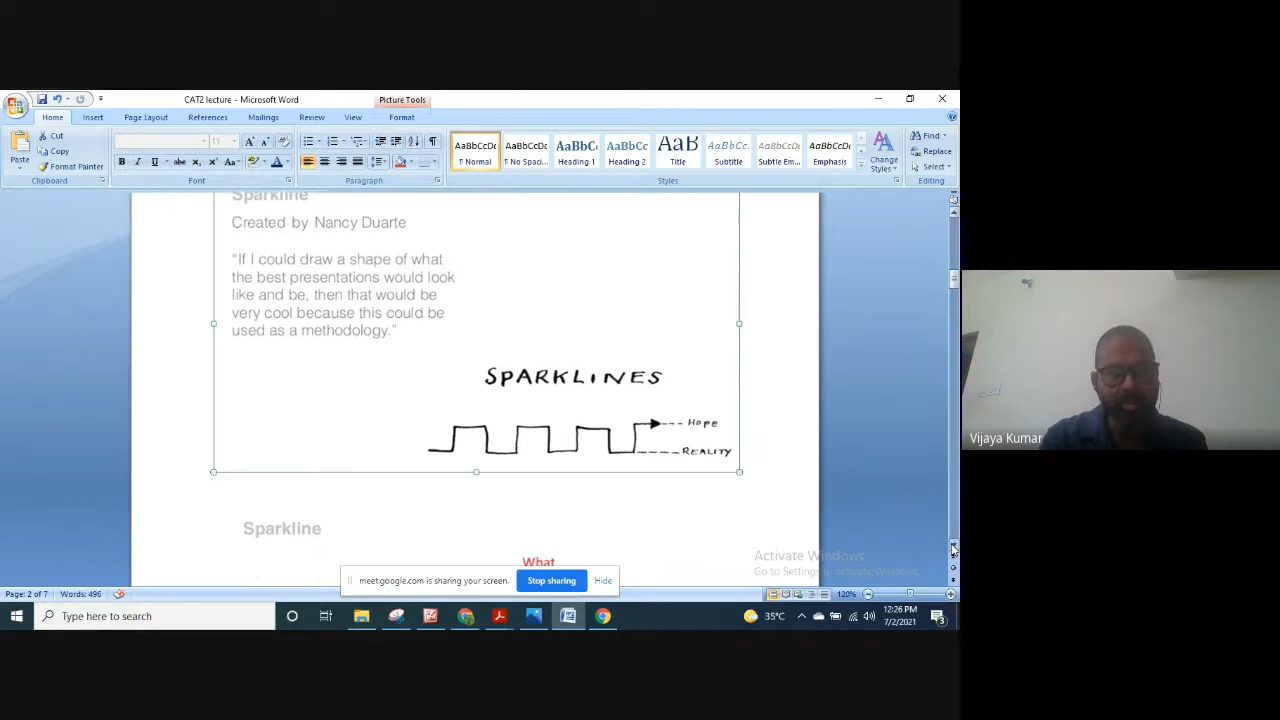 CAT2 lecture - Microsoft Word
Picture Tools
Home Insert Page Layout References Mailings Review View Format
Cut
Copy
Format Painter
Paste
Clipboard
11
Font
Paragraph
AaBbCcDc AaBbCcDc AaBbCc AaBbCc AaB AaBbCc. AaBbCcDc AaBbCcDc
¶ Normal ¶ No Spaci... Heading 1 Heading 2 Title Subtitle Subtle Em... Emphasis
Change Styles
Styles
Find
Replace
Select
Editing
Sparkline
Created by Nancy Duarte
“If I could draw a shape of what
the best presentations would look
like and be, then that would be
very cool because this could be
used as a methodology.”
SPARKLINES
HOPE
REALITY
Sparkline
What
Activate Windows
Go to Settings to activate Windows.
meet.google.com is sharing your screen. Stop sharing Hide
Page: 2 of 7 Words: 496 120%
Type here to search
35°C
12:26 PM
7/2/2021
Vijaya Kumar